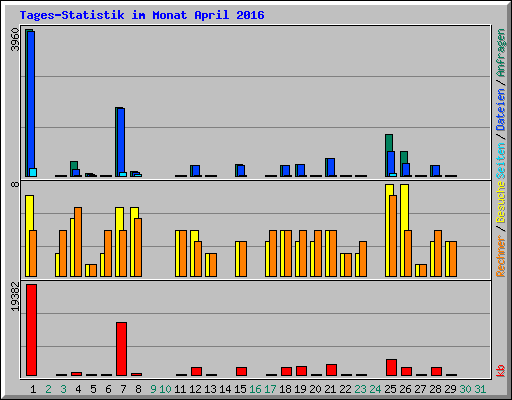 Tages-Statistik im Monat April 2016
3960
8
19382
Rechner / Besuche Seiten / Dateien / Anfragen
kb
1 2 3 4 5 6 7 8 9 10 11 12 13 14 15 16 17 18 19 20 21 22 23 24 25 26 27 28 29 30 31